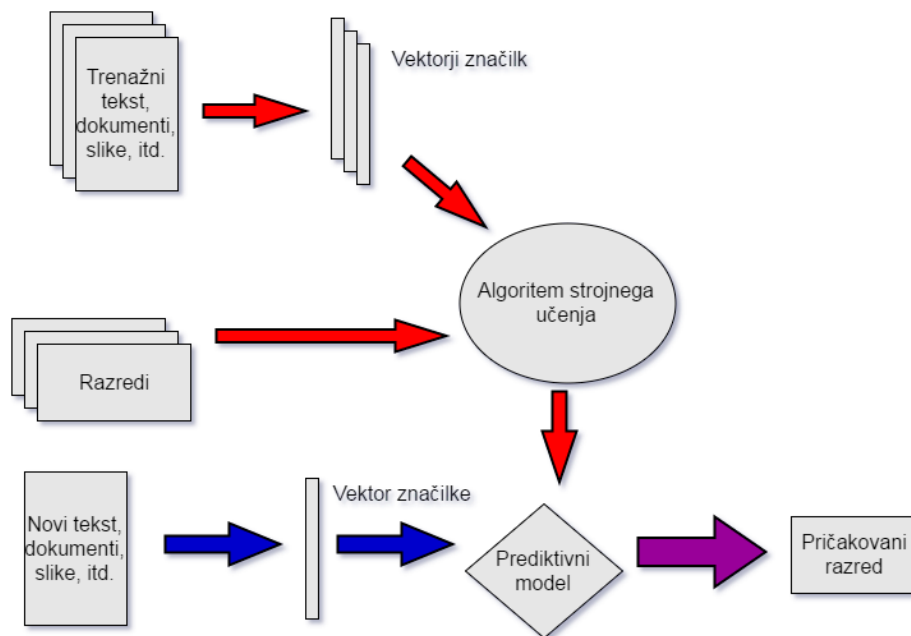 Trenažni
tekst,
dokumenti,
slike, itd.
Vektorji značilk
Algoritem strojnega
učenja
Razredi
Novi tekst,
dokumenti,
slike, itd.
Vektor značilke
Prediktivni
model
Pričakovani
razred